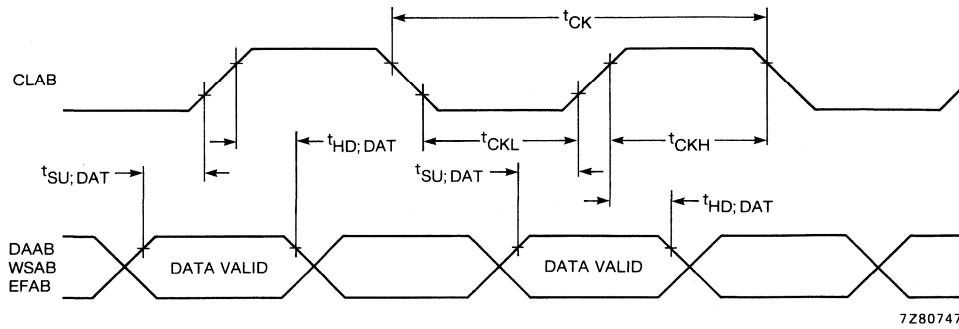 tCK
CLAB
tHD; DAT
tCKL
tCKH
tSU; DAT
tSU; DAT
tHD; DAT
DAAB
WSAB
EFAB
DATA VALID
DATA VALID
7Z80747